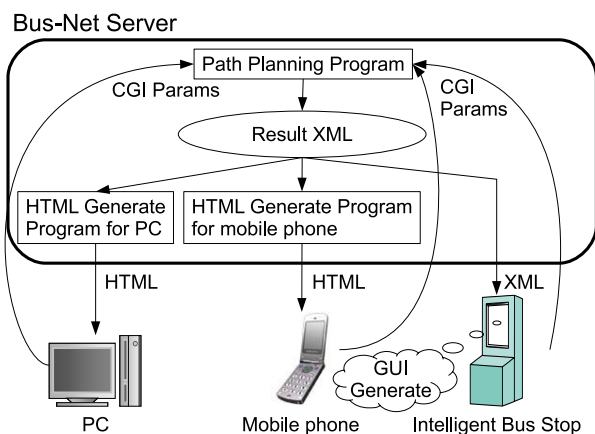 Bus-Net Server
Path Planning Program
CGI Params
CGI
Params
Result XML
HTML Generate
Program for PC
HTML Generate Program
for mobile phone
HTML
HTML
XML
GUI
Generate
PC
Mobile phone
Intelligent Bus Stop